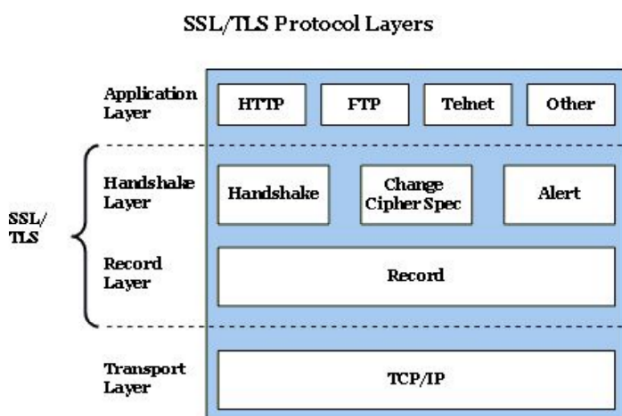 SSL/TLS Protocol Layers
Application
Layer
HTTP
FTP
Telnet
Other
SSL/
TLS
Handshake
Layer
Handshake
Change
Cipher Spec
Alert
Record
Layer
Record
Transport
Layer
TCP/IP